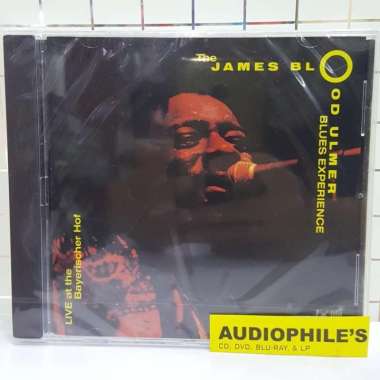 The
JAMES BLOOD ULMER
BLUES EXPERIENCE
LIVE at the
Bayerischer Hof
AUDIOPHILE'S
CD, DVD, BLU-RAY, & LP